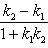 k₂ - k₁
1 + k₁k₂